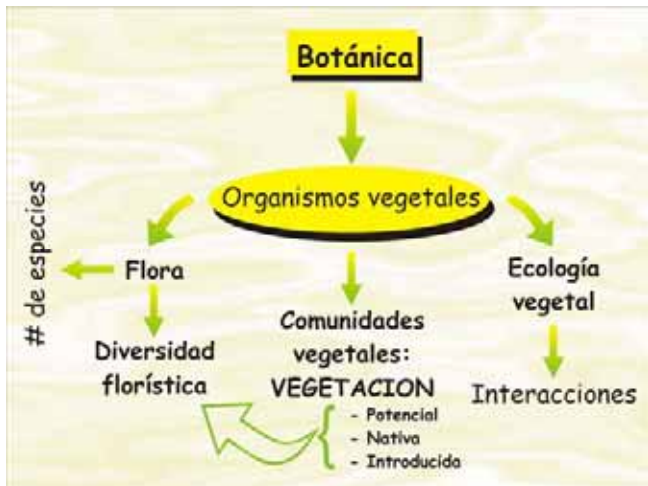 Botánica
Organismos vegetales
# de especies
Flora
Diversidad
florística
Comunidades
vegetales:
VEGETACION
- Potencial
- Nativa
- Introducida
Ecología
vegetal
Interacciones